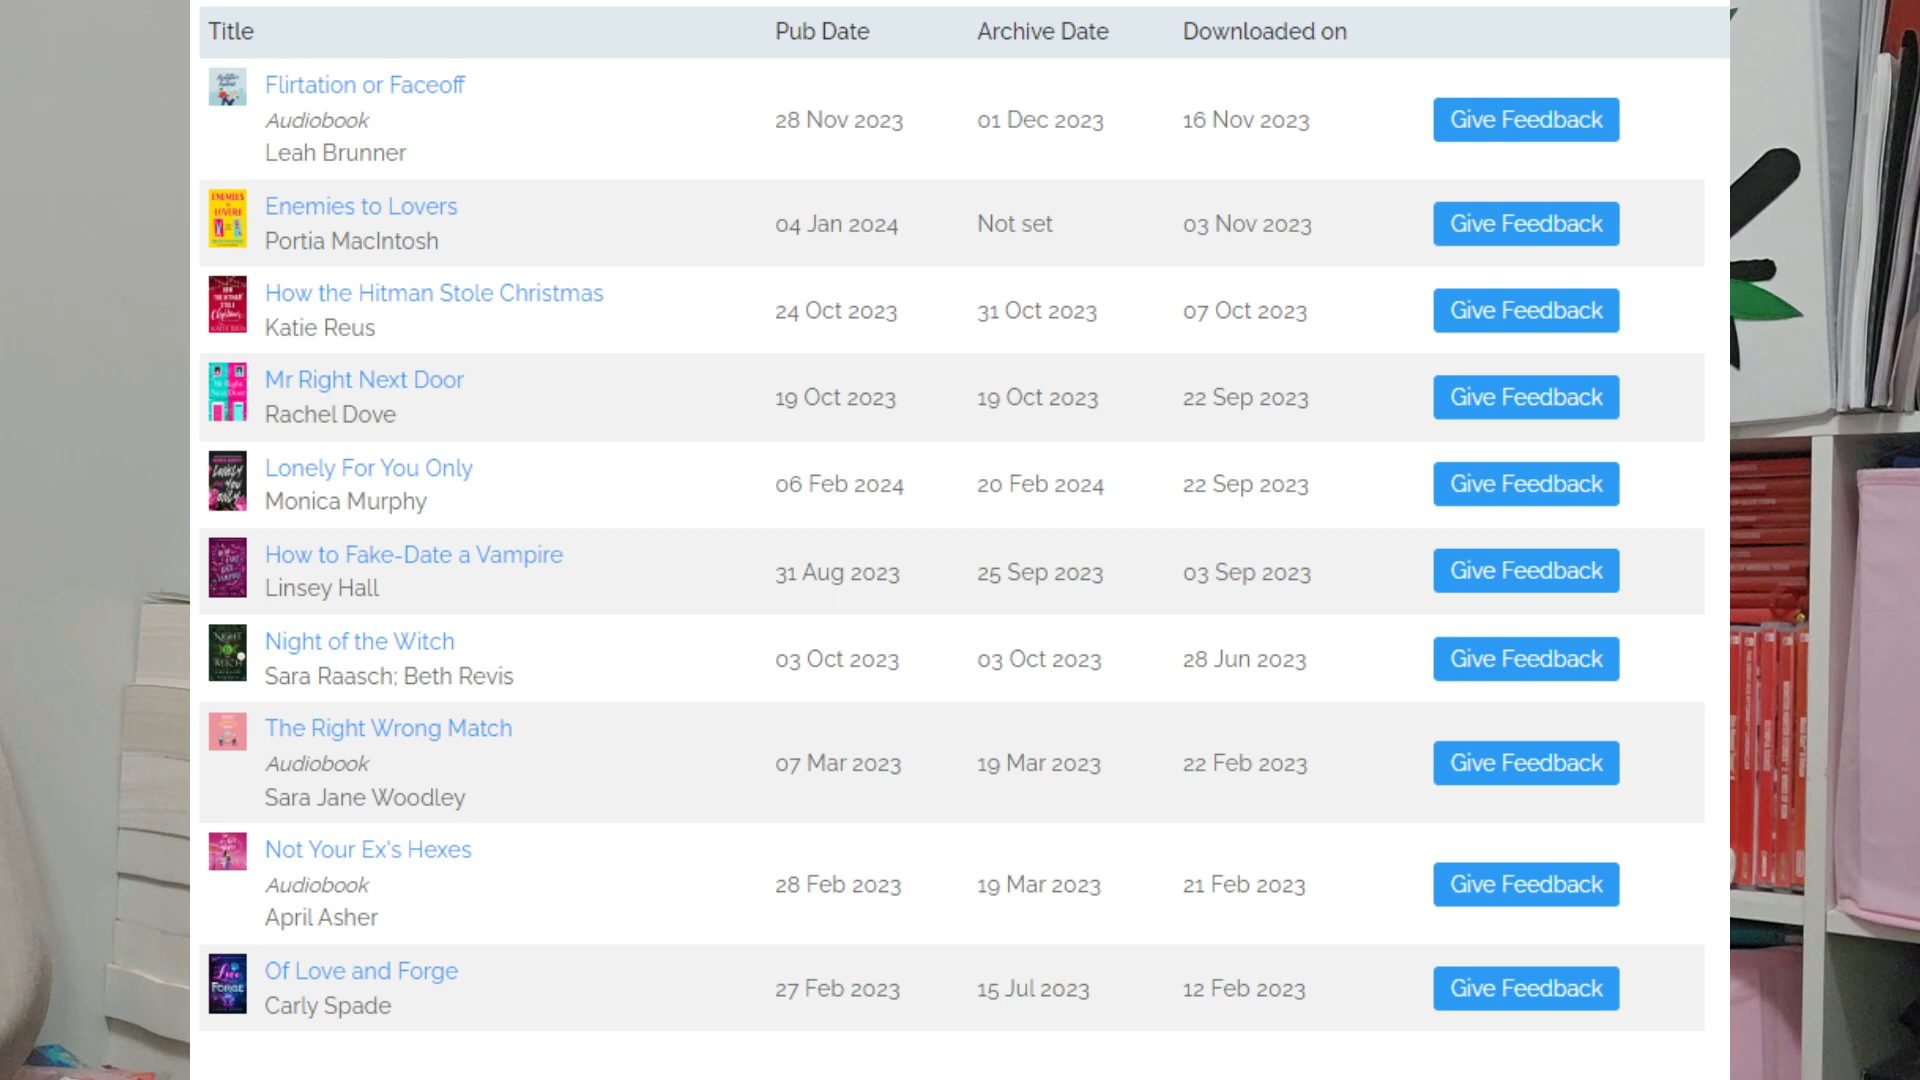 Title Pub Date Archive Date Downloaded on
Flirtation or Faceoff
Audiobook 28 Nov 2023 01 Dec 2023 16 Nov 2023 Give Feedback
Leah Brunner
ENEMIES
TO
LOVERS
Enemies to Lovers
Portia MacIntosh 04 Jan 2024 Not set 03 Nov 2023 Give Feedback
How the Hitman Stole Christmas
Katie Reus 24 Oct 2023 31 Oct 2023 07 Oct 2023 Give Feedback
Mr Right Next Door
Rachel Dove 19 Oct 2023 19 Oct 2023 22 Sep 2023 Give Feedback
Lonely For You Only
Monica Murphy 06 Feb 2024 20 Feb 2024 22 Sep 2023 Give Feedback
How to Fake-Date a Vampire
Linsey Hall 31 Aug 2023 25 Sep 2023 03 Sep 2023 Give Feedback
NIGHT
WITCH
Night of the Witch
Sara Raasch; Beth Revis 03 Oct 2023 03 Oct 2023 28 Jun 2023 Give Feedback
The Right Wrong Match
Audiobook 07 Mar 2023 19 Mar 2023 22 Feb 2023 Give Feedback
Sara Jane Woodley
Not Your Ex's Hexes
Audiobook 28 Feb 2023 19 Mar 2023 21 Feb 2023 Give Feedback
April Asher
Love
FORGE
Of Love and Forge
Carly Spade 27 Feb 2023 15 Jul 2023 12 Feb 2023 Give Feedback